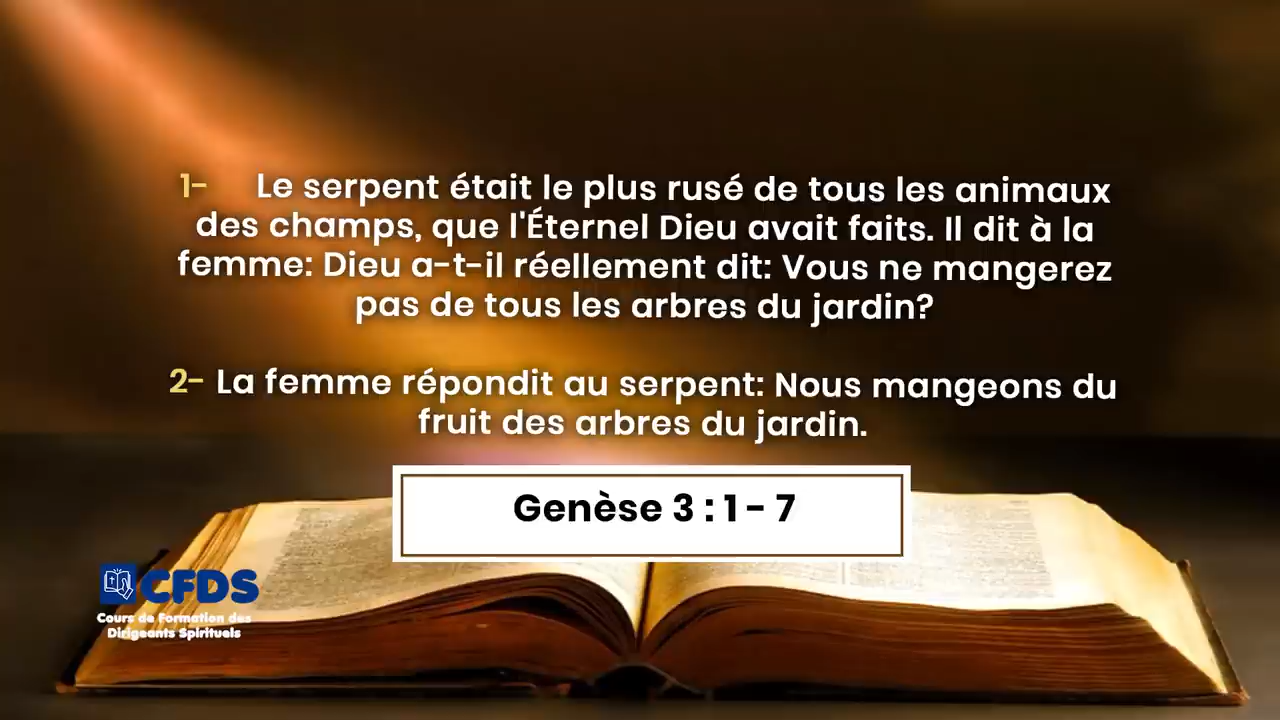 1- Le serpent était le plus rusé de tous les animaux
des champs, que l'Éternel Dieu avait faits. Il dit à la
femme: Dieu a-t-il réellement dit: Vous ne mangerez
pas de tous les arbres du jardin?
2- La femme répondit au serpent: Nous mangeons du
fruit des arbres du jardin.
Genèse 3 : 1 - 7
CFDS
Cours de Formation des
Dirigeants Spirituels